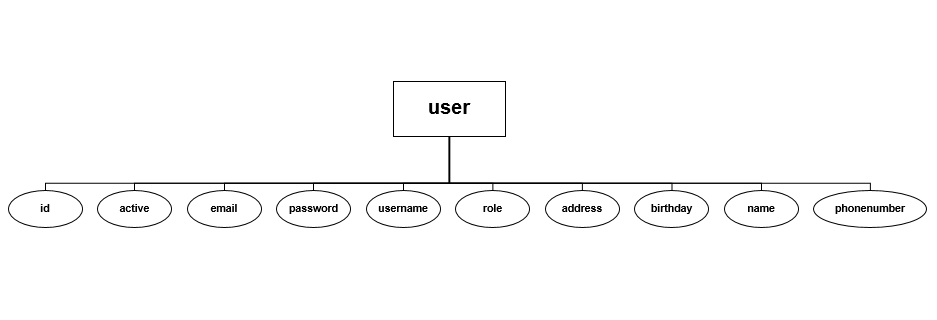 user
id
active
email
password
username
role
address
birthday
name
phonenumber